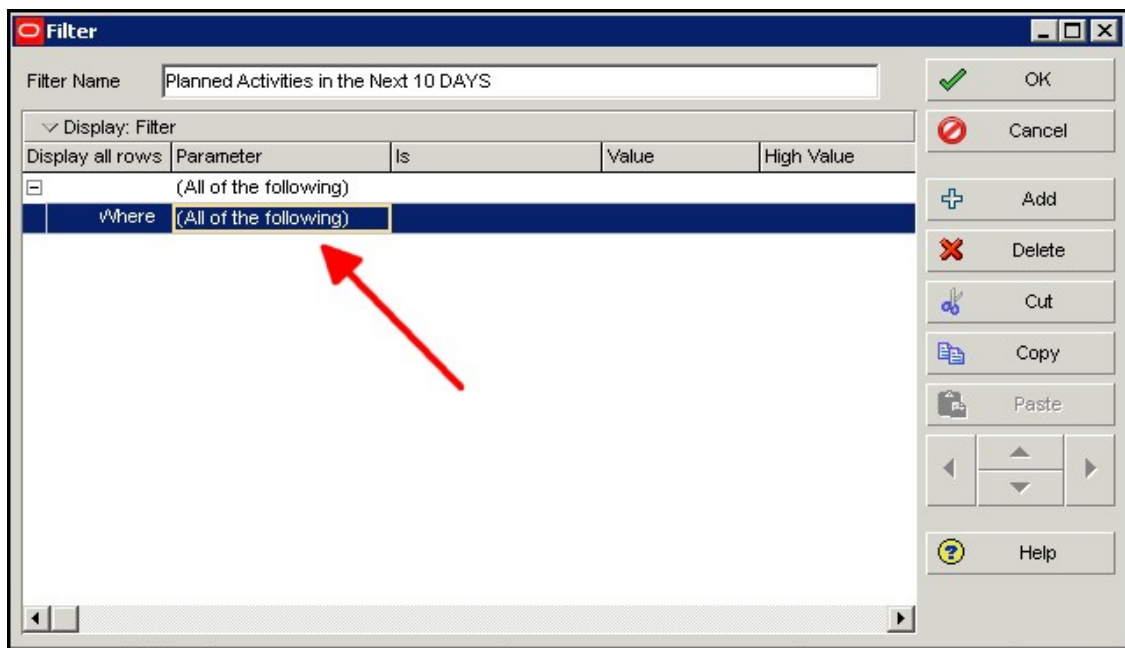 Filter
Filter Name Planned Activities in the Next 10 DAYS
OK
Display: Filter
Cancel
Display all rows Parameter Is Value High Value
(All of the following)
Add
Where (All of the following)
Delete
Cut
Copy
Paste
Help